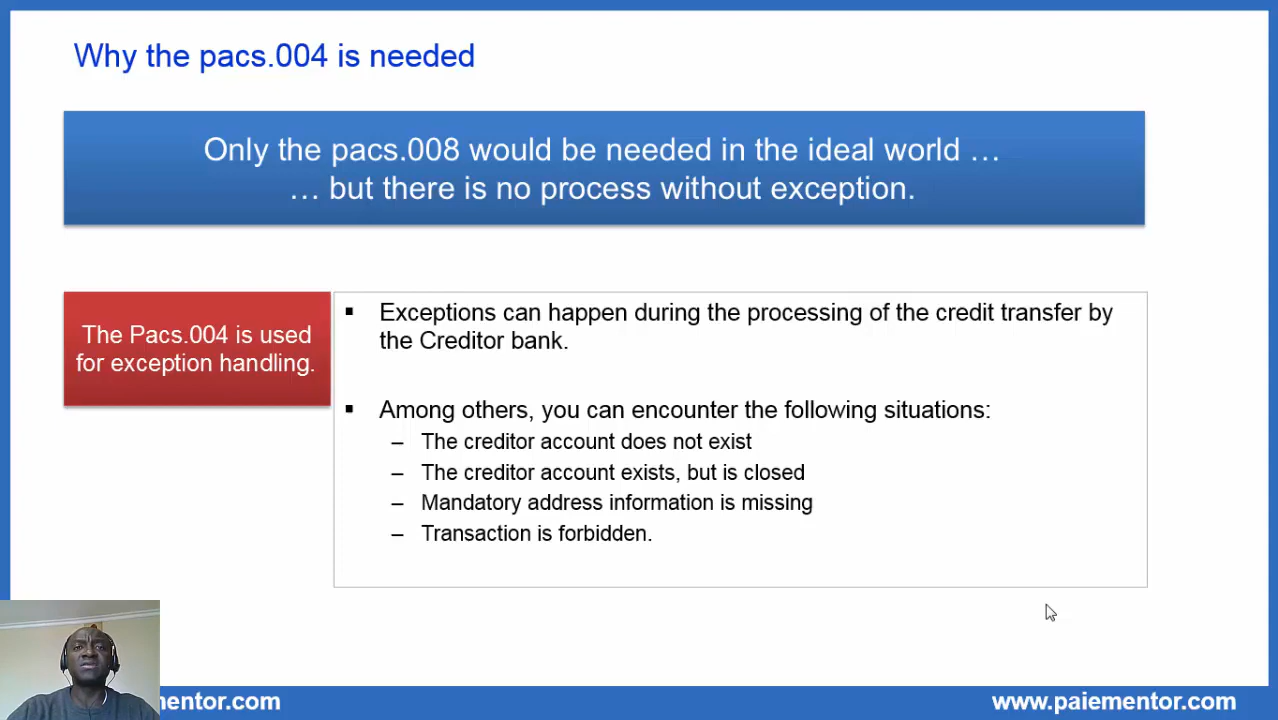 Why the pacs.004 is needed
Only the pacs.008 would be needed in the ideal world …
… but there is no process without exception.
The Pacs.004 is used
for exception handling.
▪ Exceptions can happen during the processing of the credit transfer by
the Creditor bank.
▪ Among others, you can encounter the following situations:
– The creditor account does not exist
– The creditor account exists, but is closed
– Mandatory address information is missing
– Transaction is forbidden.
mentor.com
www.paiementor.com